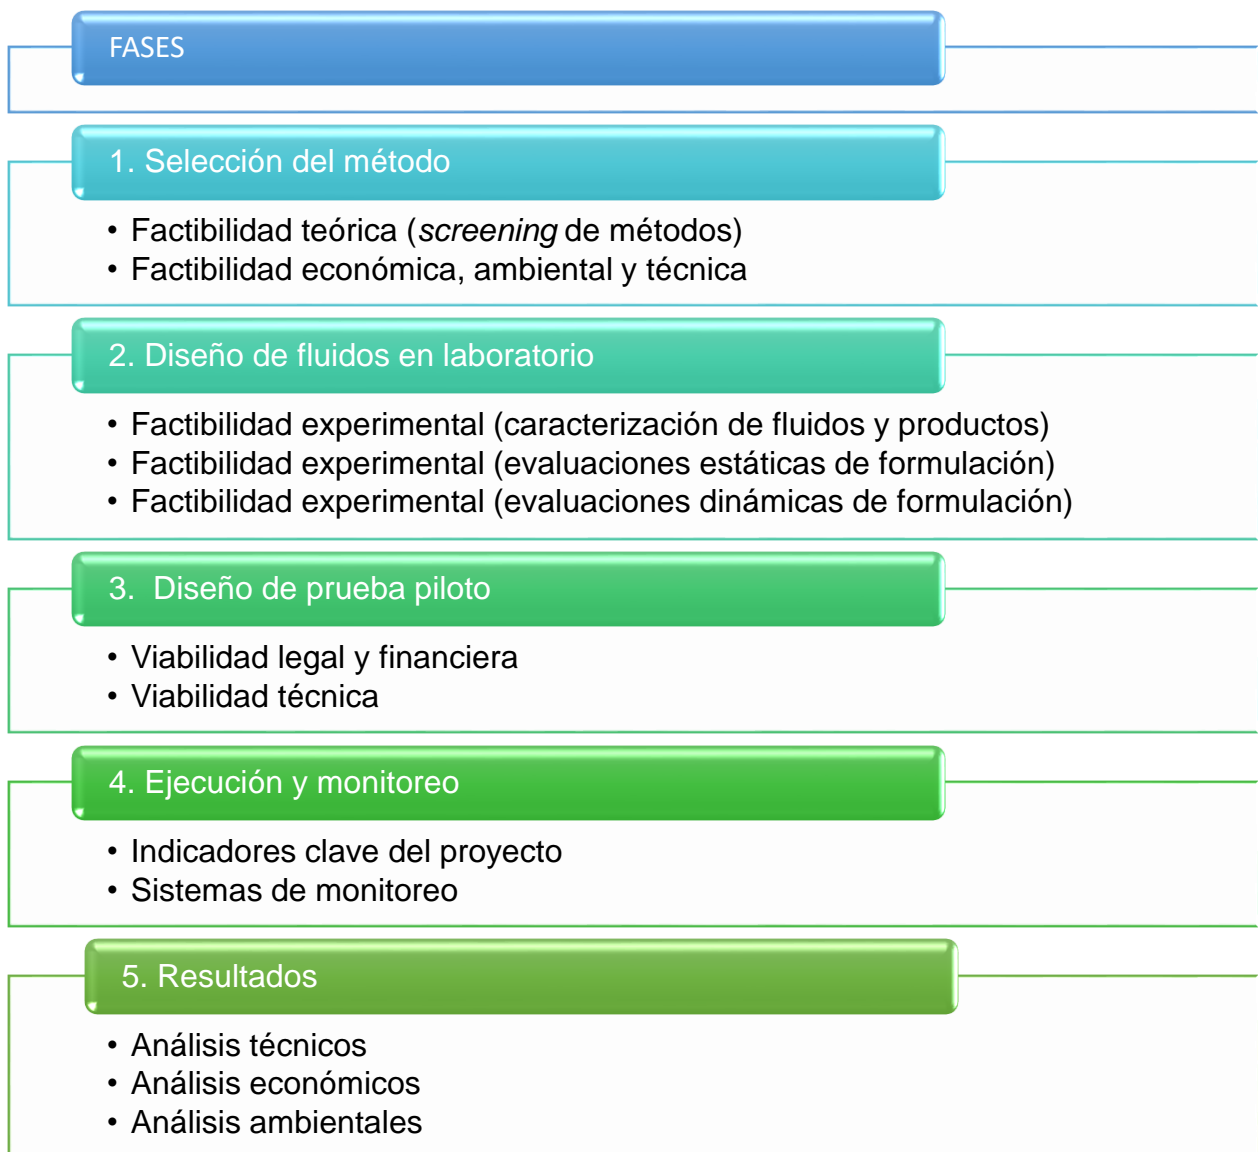 FASES
1. Selección del método
• Factibilidad teórica (screening de métodos)
• Factibilidad económica, ambiental y técnica
2. Diseño de fluidos en laboratorio
• Factibilidad experimental (caracterización de fluidos y productos)
• Factibilidad experimental (evaluaciones estáticas de formulación)
• Factibilidad experimental (evaluaciones dinámicas de formulación)
3. Diseño de prueba piloto
• Viabilidad legal y financiera
• Viabilidad técnica
4. Ejecución y monitoreo
• Indicadores clave del proyecto
• Sistemas de monitoreo
5. Resultados
• Análisis técnicos
• Análisis económicos
• Análisis ambientales